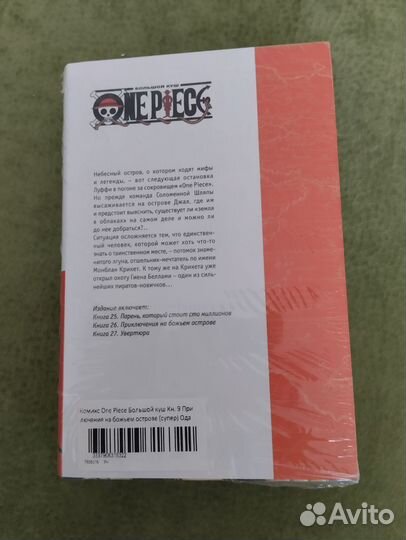 БОЛЬШОЙ КУШ
ONE PIECE
Небесный остров, о котором ходят мифы
и легенды, — вот следующая остановка
Луффи в погоне за сокровищем «One Piece».
Но прежде команда Соломенной Шляпы
высаживается на острове Джая, где им
и предстоит выяснить, существует ли «земля
в облаках» на самом деле и можно ли
до нее добраться?..
Ситуация осложняется тем, что единствен-
ный человек, который может хоть что-то
знать о таинственном месте, — потомок знаме-
нитого лгуна, отшельник-мечтатель по имени
Монблан Крикет. К тому же на Крикета уже
открыл охоту Гиена Беллами — один из силь-
нейших пиратов-новичков...
Издание включает:
Книга 25. Парень, который стоит сто миллионов
Книга 26. Приключения на божьем острове
Книга 27. Увертюра
Комикс One Piece Большой куш Кн. 9 При
лючения на божьем острове (супер) Ода
Avito